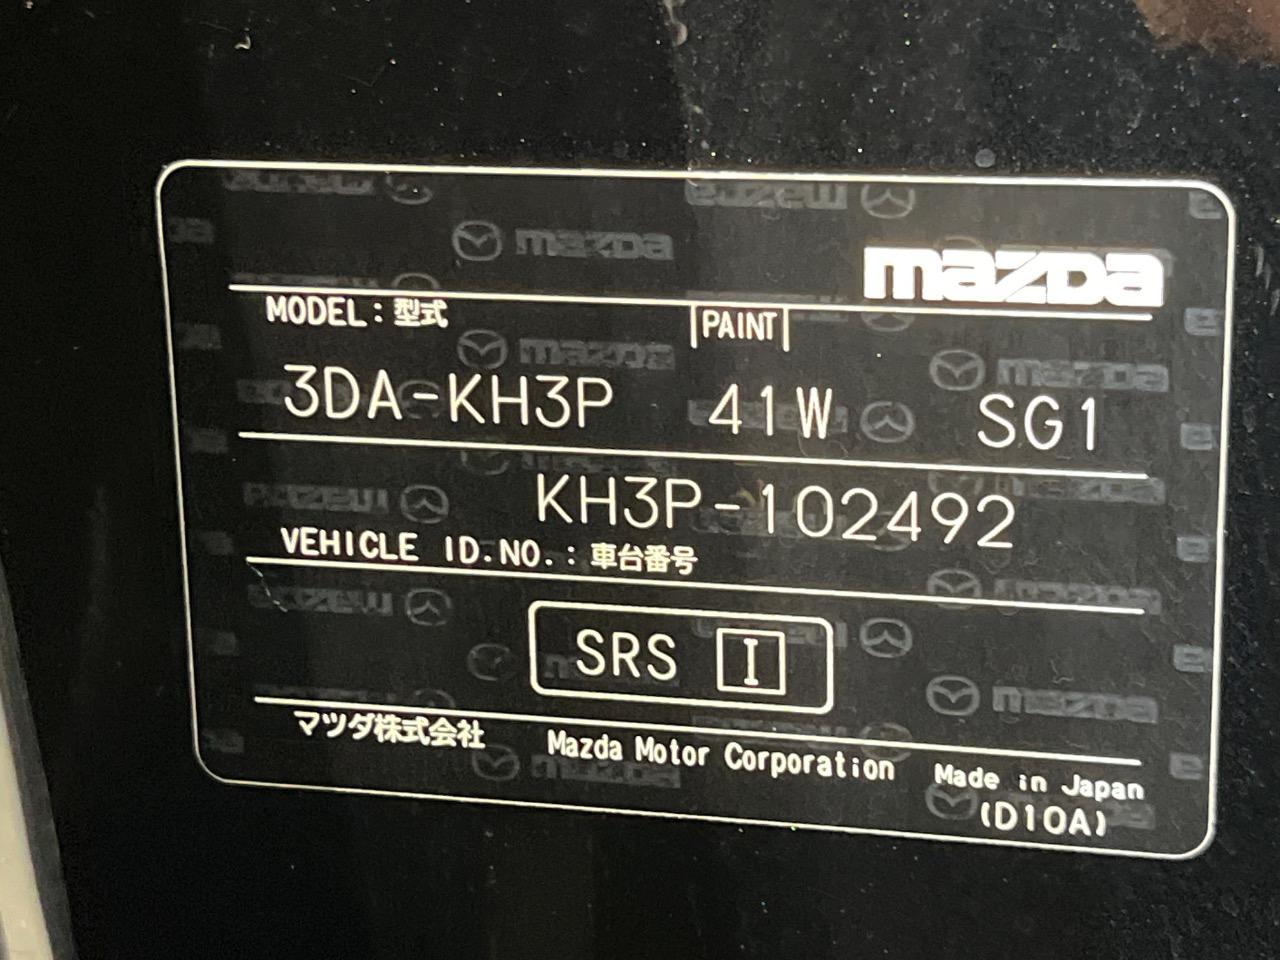 mazda
MODEL：型式 PAINT
3DA-KH3P 41W SG1
KH3P-102492
VEHICLE ID.NO.：車台番号
SRS I
マツダ株式会社 Mazda Motor Corporation Made in Japan
(D10A)